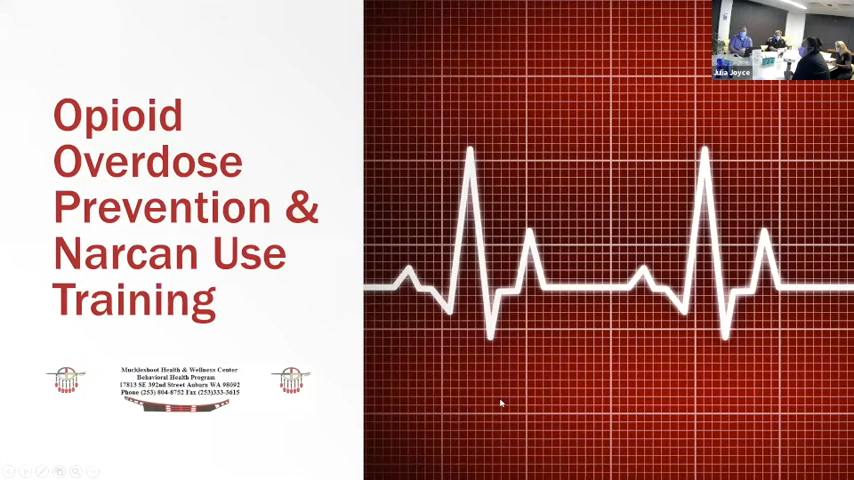 Opioid
Overdose
Prevention &
Narcan Use
Training
Muckleshoot Health & Wellness Center
Behavioral Health Program
17813 SE 392nd Street Auburn WA 98092
Phone (253) 804-8752 Fax (253)333-3615
Julia Joyce